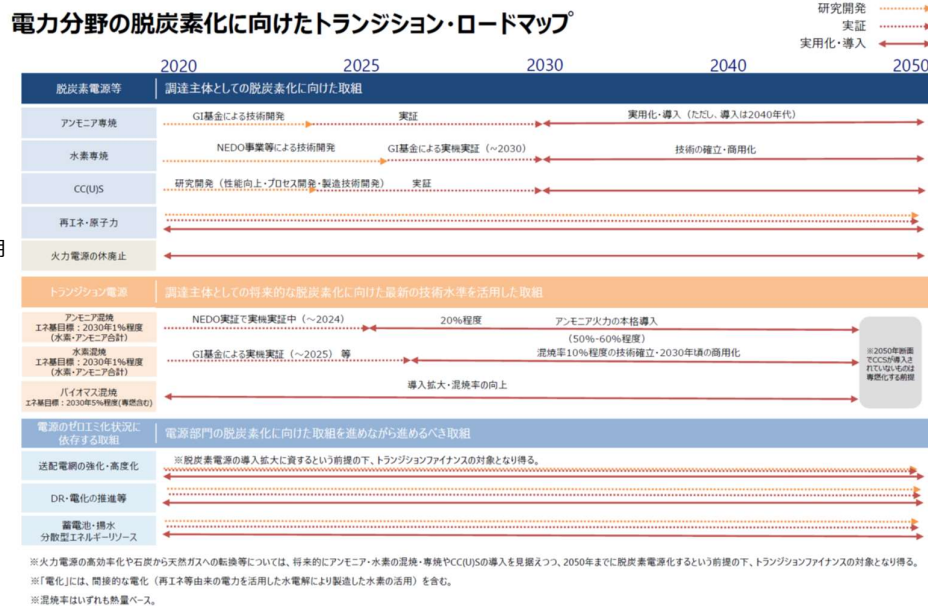 電力分野の脱炭素化に向けたトランジション・ロードマップ
研究開発
実証
実用化・導入
2020 2025 2030 2040 2050
脱炭素電源等 調達主体としての脱炭素化に向けた取組
アンモニア専焼 GI基金による技術開発 実証 実用化・導入（ただし、導入は2040年代）
水素専焼 NEDO事業等による技術開発 GI基金による実機実証（～2030） 技術の確立・商用化
CC(U)S 研究開発（性能向上・プロセス開発・製造技術開発） 実証
再エネ・原子力
火力電源の休廃止
トランジション電源 調達主体としての将来的な脱炭素化に向けた最新の技術水準を活用した取組
アンモニア混焼
エネ基目標：2030年1%程度
（水素・アンモニア合計）
NEDO実証で実機実証中（～2024） 20%程度 アンモニア火力の本格導入
（50%-60%程度）
水素混焼
エネ基目標：2030年1%程度
（水素・アンモニア合計）
GI基金による実機実証（～2025）等 混焼率10%程度の技術確立・2030年頃の商用化
バイオマス混焼
エネ基目標：2030年5%程度(専焼含む)
導入拡大・混焼率の向上
※2050年断面
でCCSが導入さ
れていないものは
専焼化する前提
電源のゼロエミ化状況に
依存する取組
電源部門の脱炭素化に向けた取組を進めながら進めるべき取組
送配電網の強化・高度化 ※脱炭素電源の導入拡大に資するという前提の下、トランジションファイナンスの対象となり得る。
DR・電化の推進等
蓄電池・揚水
分散型エネルギーリソース
※火力電源の高効率化や石炭から天然ガスへの転換等については、将来的にアンモニア・水素の混焼・専焼やCC(U)Sの導入を見据えつつ、2050年までに脱炭素電源化するという前提の下、トランジションファイナンスの対象となり得る。
※「電化」には、間接的な電化（再エネ等由来の電力を活用した水電解により製造した水素の活用）を含む。
※混焼率はいずれも熱量ベース。